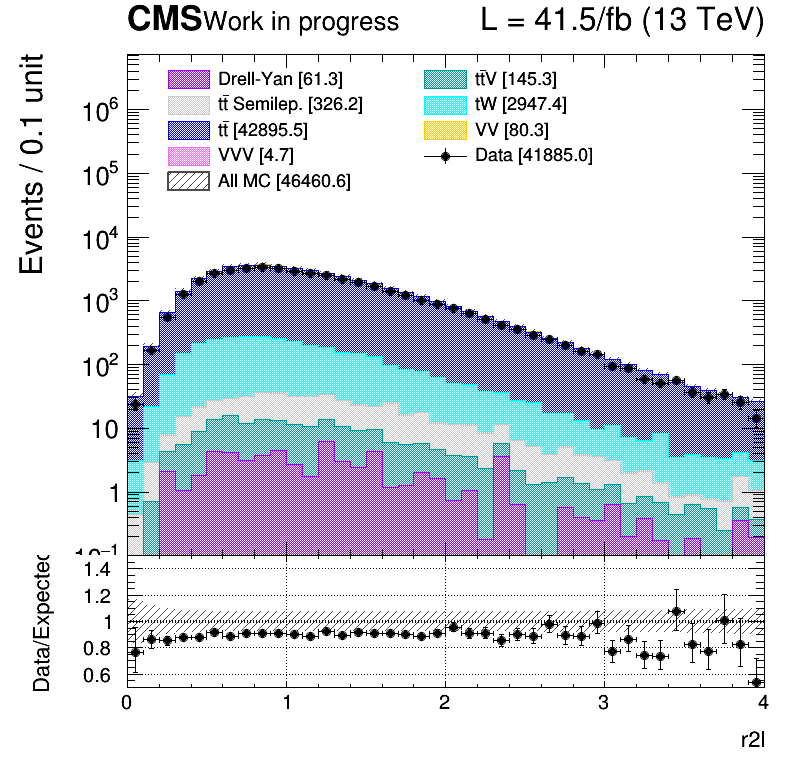 CMS Work in progress L = 41.5/fb (13 TeV)
Drell-Yan [61.3] tt̄V [145.3]
tt̄ Semilep. [326.2] tW [2947.4]
tt̄ [42895.5] VV [80.3]
VVV [4.7] Data [41885.0]
All MC [46460.6]
Events / 0.1 unit
10⁶
10⁵
10⁴
10³
10²
10
1
10⁻¹
Data/Expected
1.4
1.2
1
0.8
0.6
0 1 2 3 4
r2l